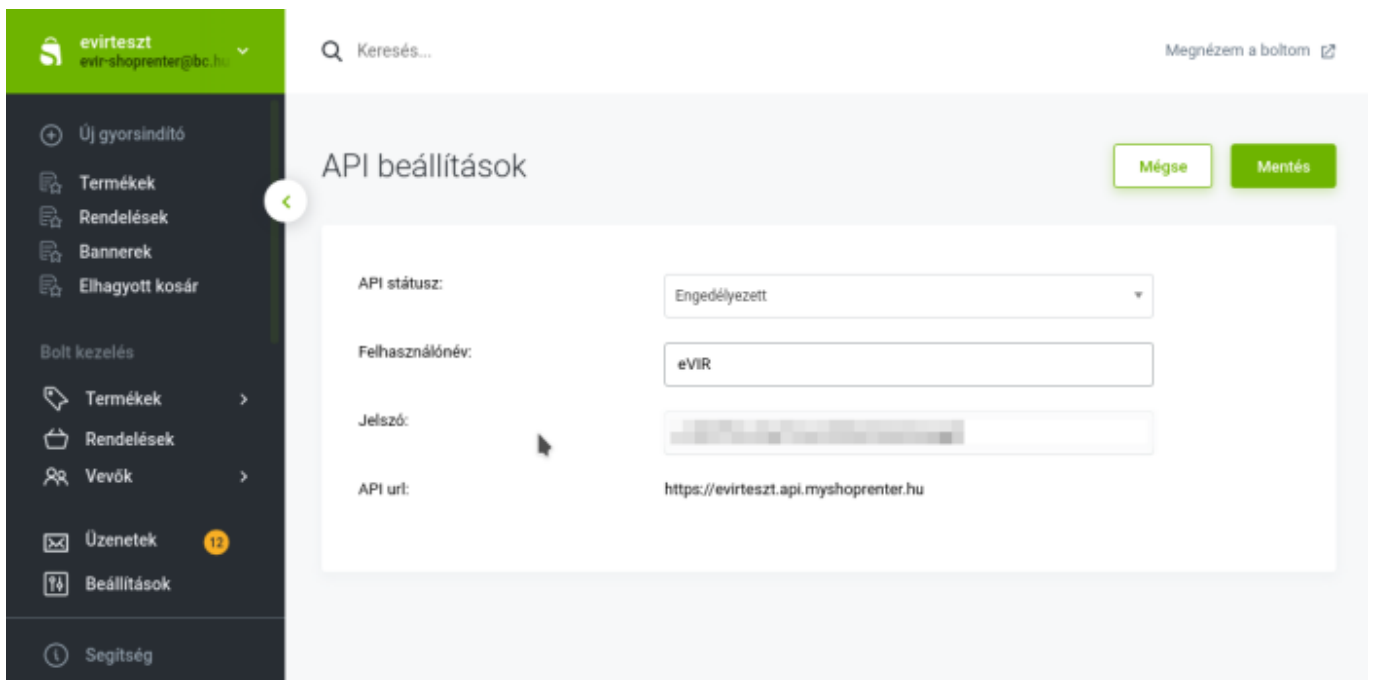 evirteszt
evir-shoprenter@bc.hu
Keresés...
Megnézem a boltom
Új gyorsindító
Termékek
Rendelések
Bannerek
Elhagyott kosár
Bolt kezelés
Termékek
Rendelések
Vevők
Üzenetek 12
Beállítások
Segítség
API beállítások
Mégse
Mentés
API státusz:
Engedélyezett
Felhasználónév:
eVIR
Jelszó:
API url:
https://evirteszt.api.myshoprenter.hu